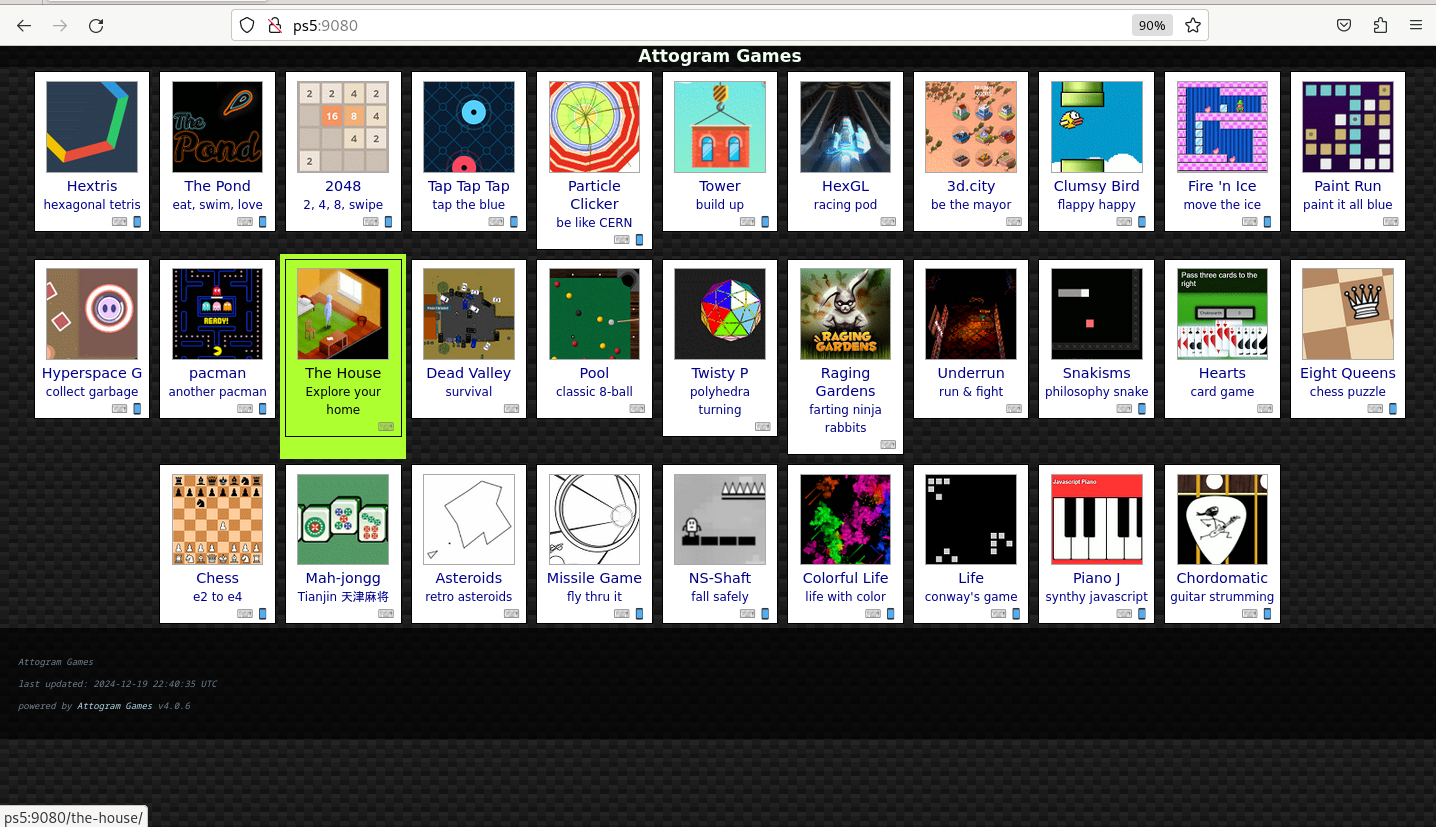 ps5:9080
90%
Attogram Games
The
Pond
2 2 4 2
16 8 4
4 2
2
Hextris
hexagonal tetris
The Pond
eat, swim, love
2048
2, 4, 8, swipe
Tap Tap Tap
tap the blue
Particle
Clicker
be like CERN
Tower
build up
HexGL
racing pod
3d.city
be the mayor
Clumsy Bird
flappy happy
Fire 'n Ice
move the ice
Paint Run
paint it all blue
READY!
RAGING
GARDENS
Pass three cards to the
right
Hyperspace G
collect garbage
pacman
another pacman
The House
Explore your
home
Dead Valley
survival
Pool
classic 8-ball
Twisty P
polyhedra
turning
Raging
Gardens
farting ninja
rabbits
Underrun
run & fight
Snakisms
philosophy snake
Hearts
card game
Eight Queens
chess puzzle
Javascript Piano
Chess
e2 to e4
Mah-jongg
Tianjin 天津麻将
Asteroids
retro asteroids
Missile Game
fly thru it
NS-Shaft
fall safely
Colorful Life
life with color
Life
conway's game
Piano J
synthy javascript
Chordomatic
guitar strumming
Attogram Games
last updated: 2024-12-19 22:40:35 UTC
powered by Attogram Games v4.0.6
ps5:9080/the-house/